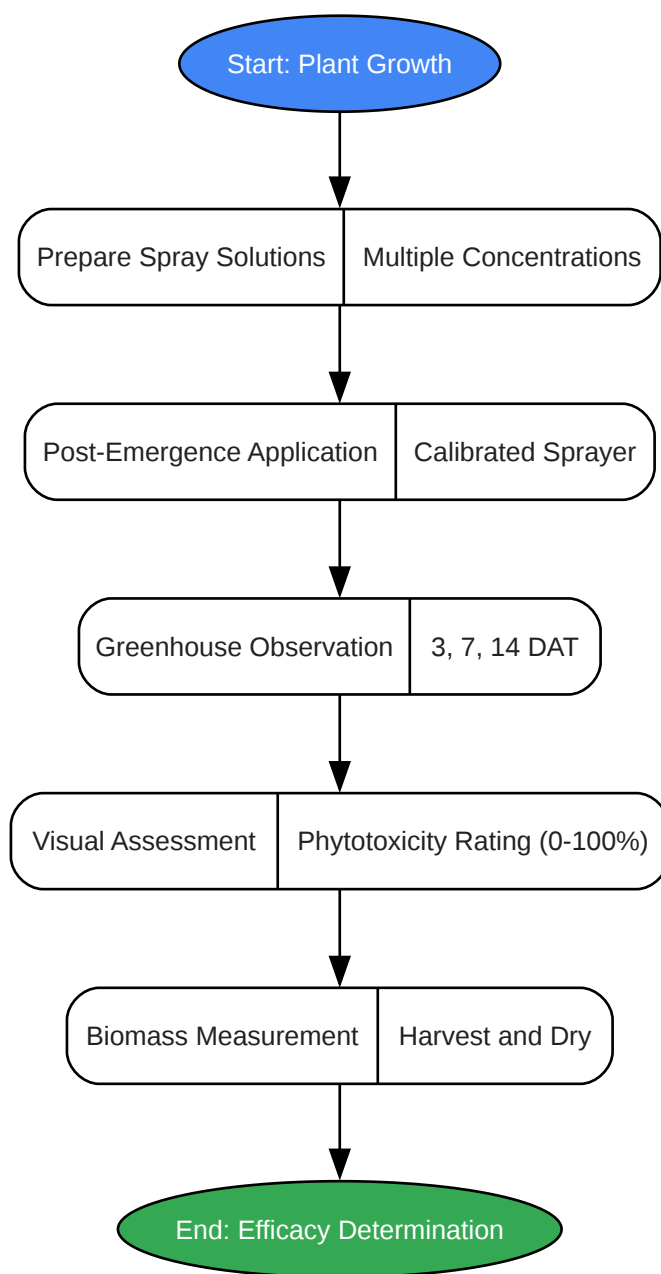 Start: Plant Growth
Prepare Spray Solutions
Multiple Concentrations
Post-Emergence Application
Calibrated Sprayer
Greenhouse Observation
3, 7, 14 DAT
Visual Assessment
Phytotoxicity Rating (0-100%)
Biomass Measurement
Harvest and Dry
End: Efficacy Determination